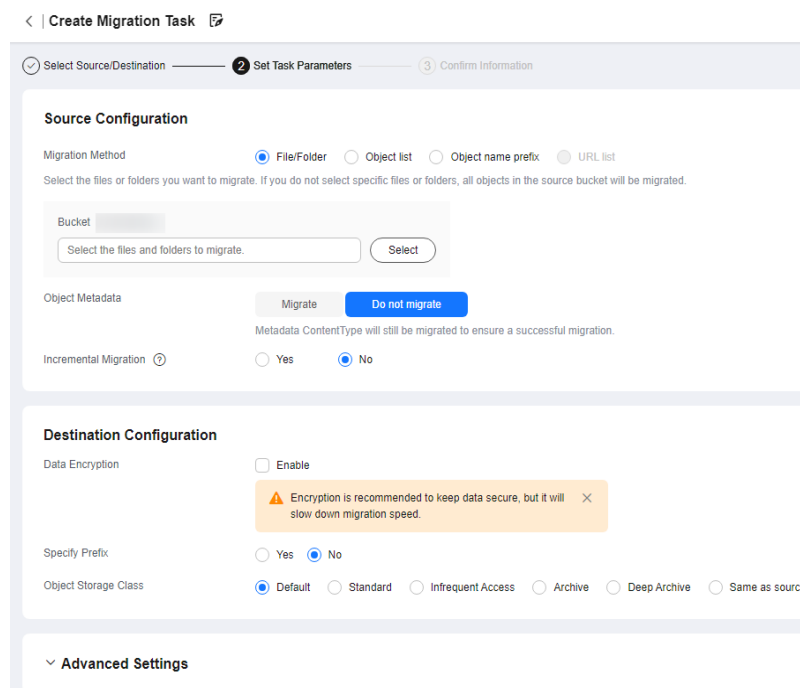 Create Migration Task
Select Source/Destination 2 Set Task Parameters 3 Confirm Information
Source Configuration
Migration Method File/Folder Object list Object name prefix URL list
Select the files or folders you want to migrate. If you do not select specific files or folders, all objects in the source bucket will be migrated.
Bucket
Select the files and folders to migrate. Select
Object Metadata Migrate Do not migrate
Metadata ContentType will still be migrated to ensure a successful migration.
Incremental Migration ? Yes No
Destination Configuration
Data Encryption Enable
Encryption is recommended to keep data secure, but it will
slow down migration speed.
Specify Prefix Yes No
Object Storage Class Default Standard Infrequent Access Archive Deep Archive Same as sourc
Advanced Settings